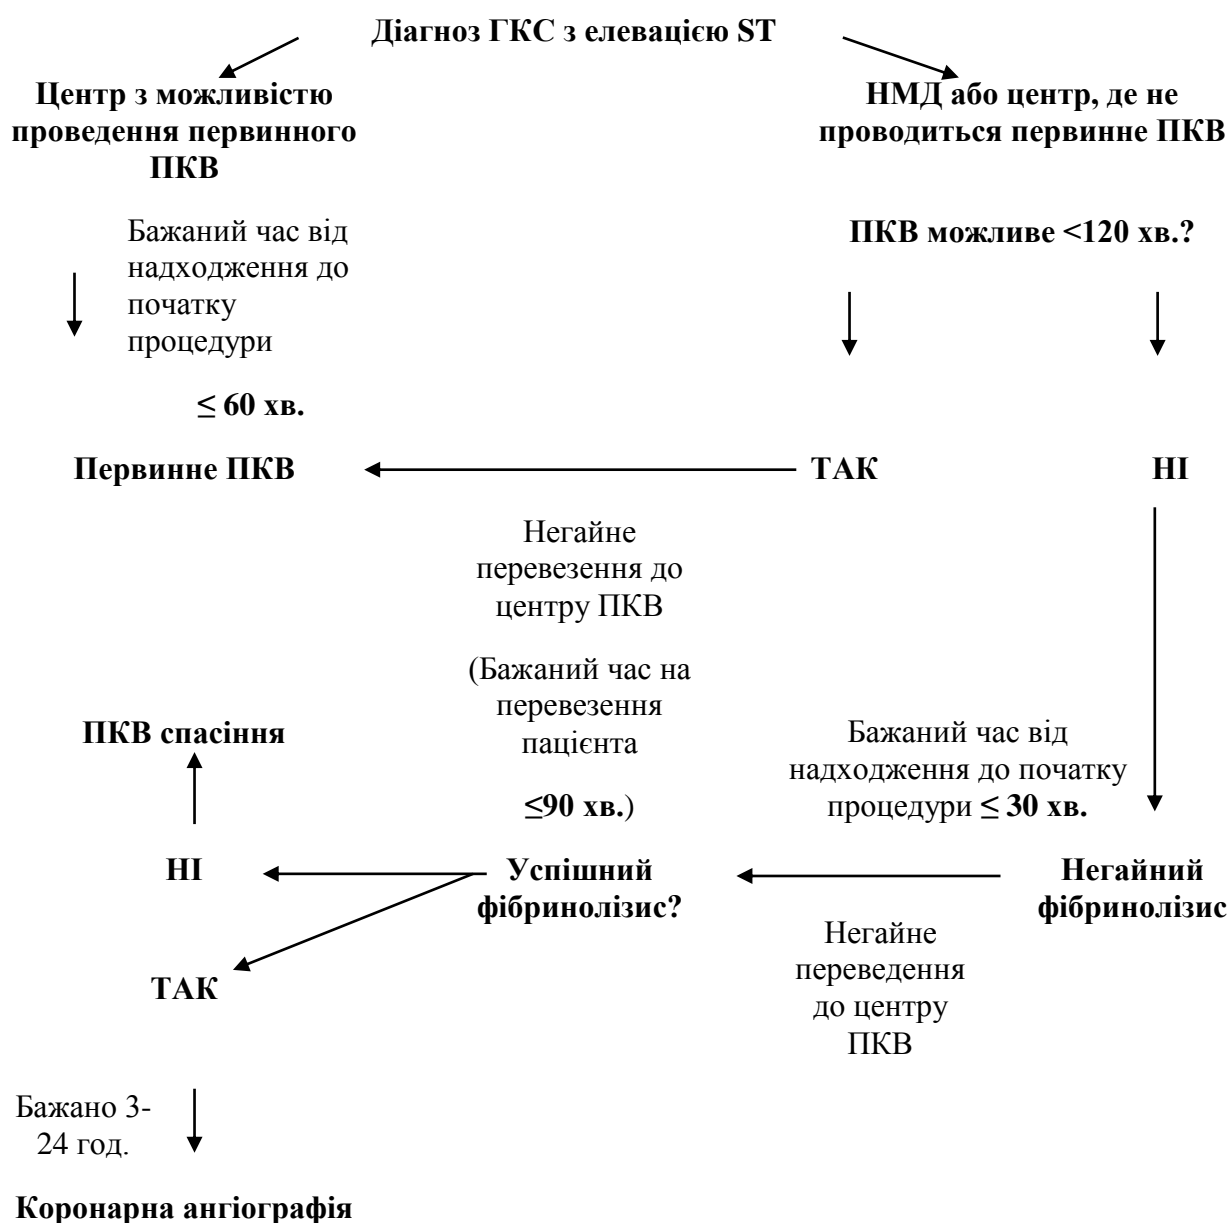 Діагноз ГКС з елевацією ST
Центр з можливістю
проведення первинного
ПКВ
НМД або центр, де не
проводиться первинне ПКВ
Бажаний час від
надходження до
початку
процедури
≤ 60 хв.
ПКВ можливе <120 хв.?
Первинне ПКВ
ТАК
НІ
Негайне
перевезення до
центру ПКВ
(Бажаний час на
перевезення
пацієнта
≤90 хв.)
ПКВ спасіння
Бажаний час від
надходження до початку
процедури ≤ 30 хв.
НІ
Успішний
фібринолізис?
Негайний
фібринолізис
Негайне
переведення
до центру
ПКВ
ТАК
Бажано 3-
24 год.
Коронарна ангіографія